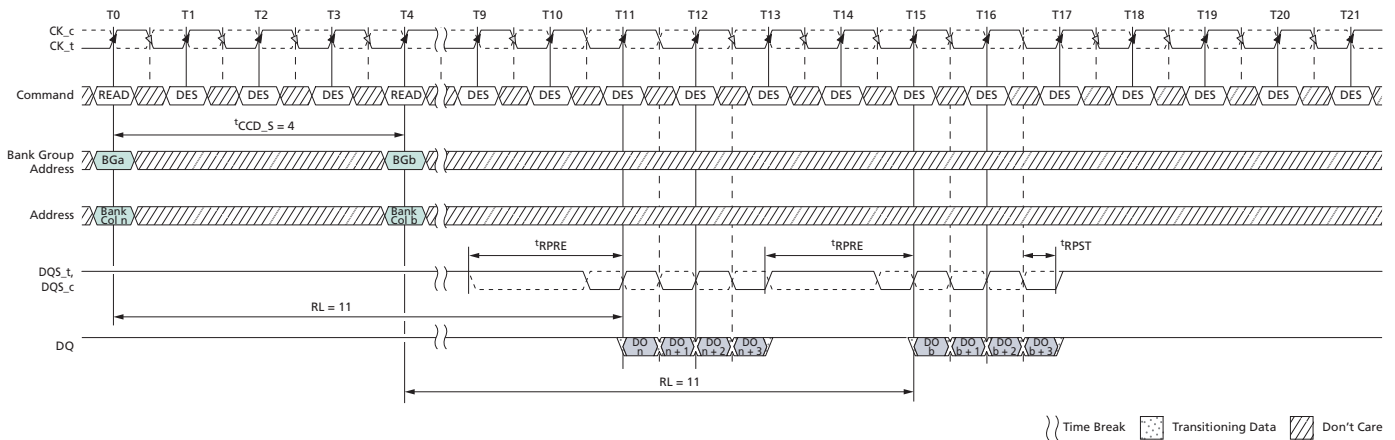 T0 T1 T2 T3 T4 T9 T10 T11 T12 T13 T14 T15 T16 T17 T18 T19 T20 T21
CK_c
CK_t
Command READ DES DES DES READ DES DES DES DES DES DES DES DES DES DES DES DES DES
tCCD_S = 4
Bank Group
Address
BGa BGb
Address
Bank
Col n
Bank
Col b
tRPRE tRPRE tRPST
DQS_t,
DQS_c
RL = 11
DQ
DO
n
DO
n + 1
DO
n + 2
DO
n + 3
DO
b
DO
b + 1
DO
b + 2
DO
b + 3
RL = 11
Time Break Transitioning Data Don't Care